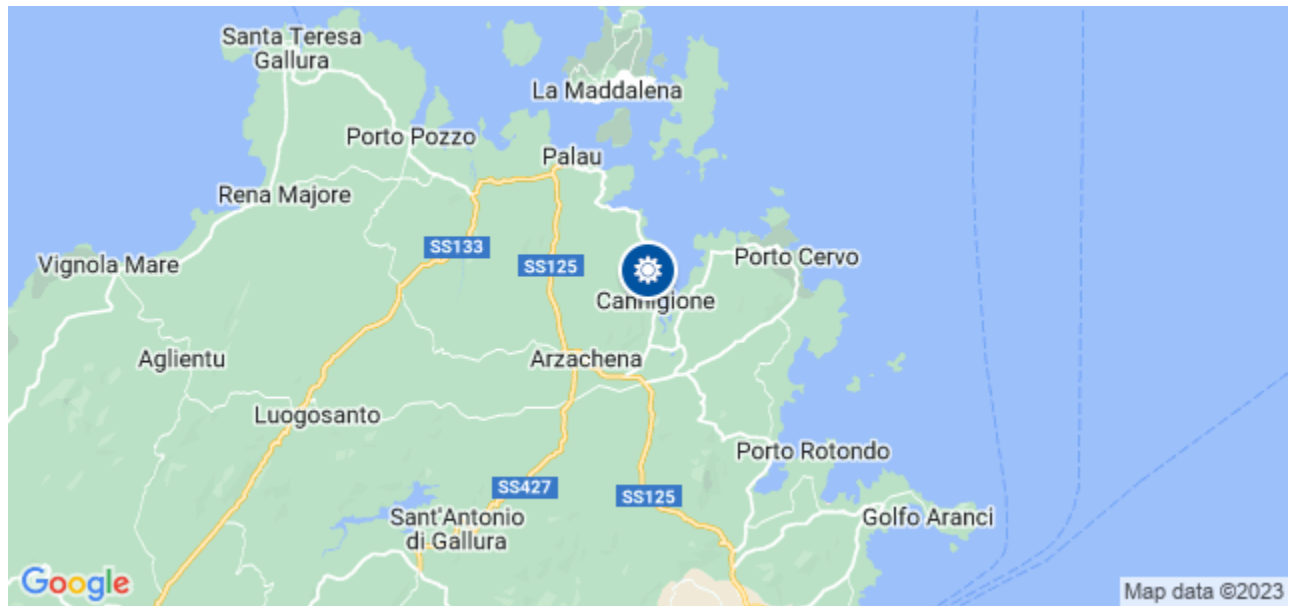 Santa Teresa
Gallura
La Maddalena
Porto Pozzo
Palau
Rena Majore
SS133
SS125
Porto Cervo
Vignola Mare
Cannigione
Aglientu
Arzachena
Luogosanto
Porto Rotondo
SS427
SS125
Sant'Antonio
di Gallura
Golfo Aranci
Google
Map data ©2023